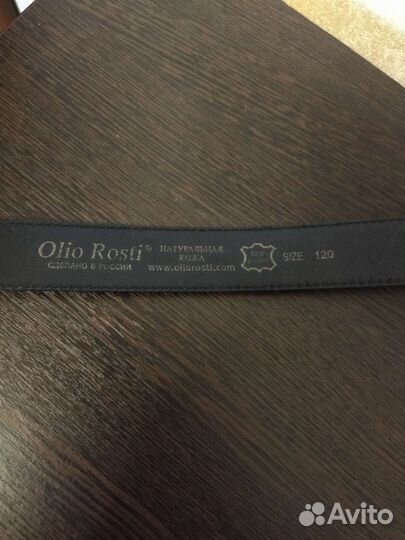 Olio Rosti®
СДЕЛАНО В РОССИИ
НАТУРАЛЬНАЯ
КОЖА
www.oliorosti.com
SIZE 120
Avito